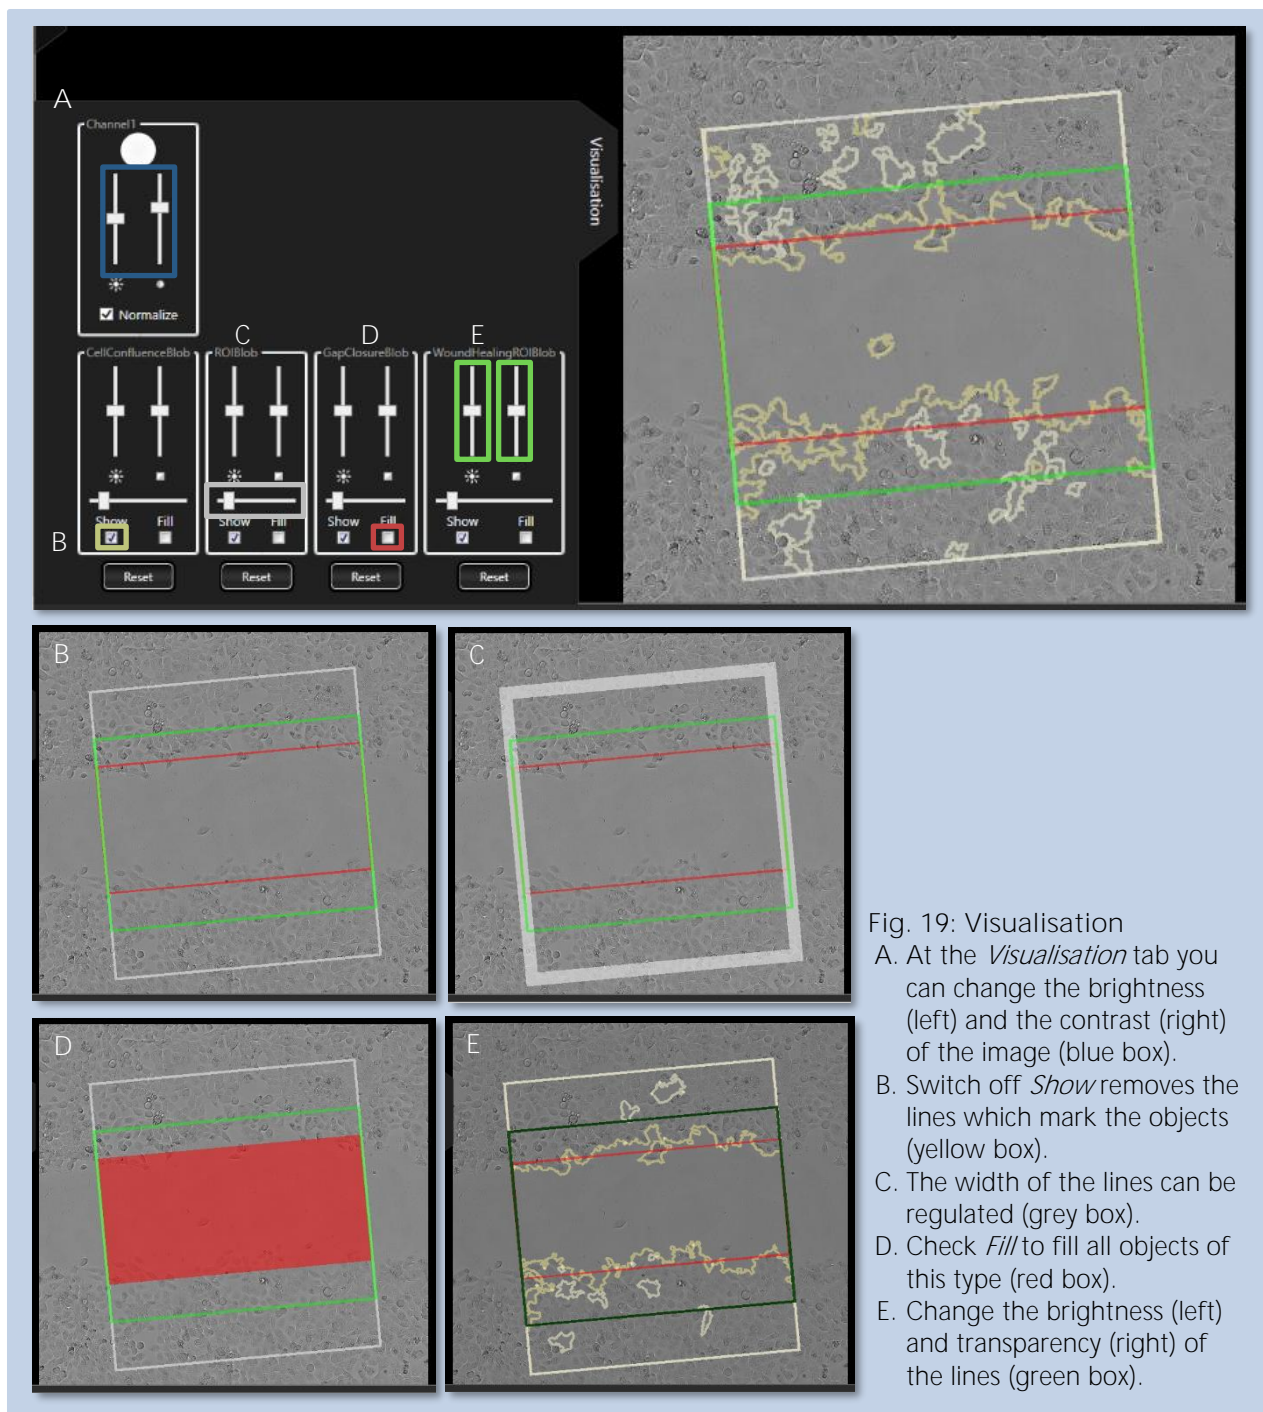 A
Channel1
Visualisation
Normalize
C
D
E
CellConfluenceBlob
ROIBlob
GapClosureBlob
WoundHealingROIBlob
Show
Fill
Show
Fill
Show
Fill
Show
Fill
B
Reset
Reset
Reset
Reset
B
C
D
E
Fig. 19: Visualisation
A. At the Visualisation tab you
can change the brightness
(left) and the contrast (right)
of the image (blue box).
B. Switch off Show removes the
lines which mark the objects
(yellow box).
C. The width of the lines can be
regulated (grey box).
D. Check Fill to fill all objects of
this type (red box).
E. Change the brightness (left)
and transparency (right) of
the lines (green box).